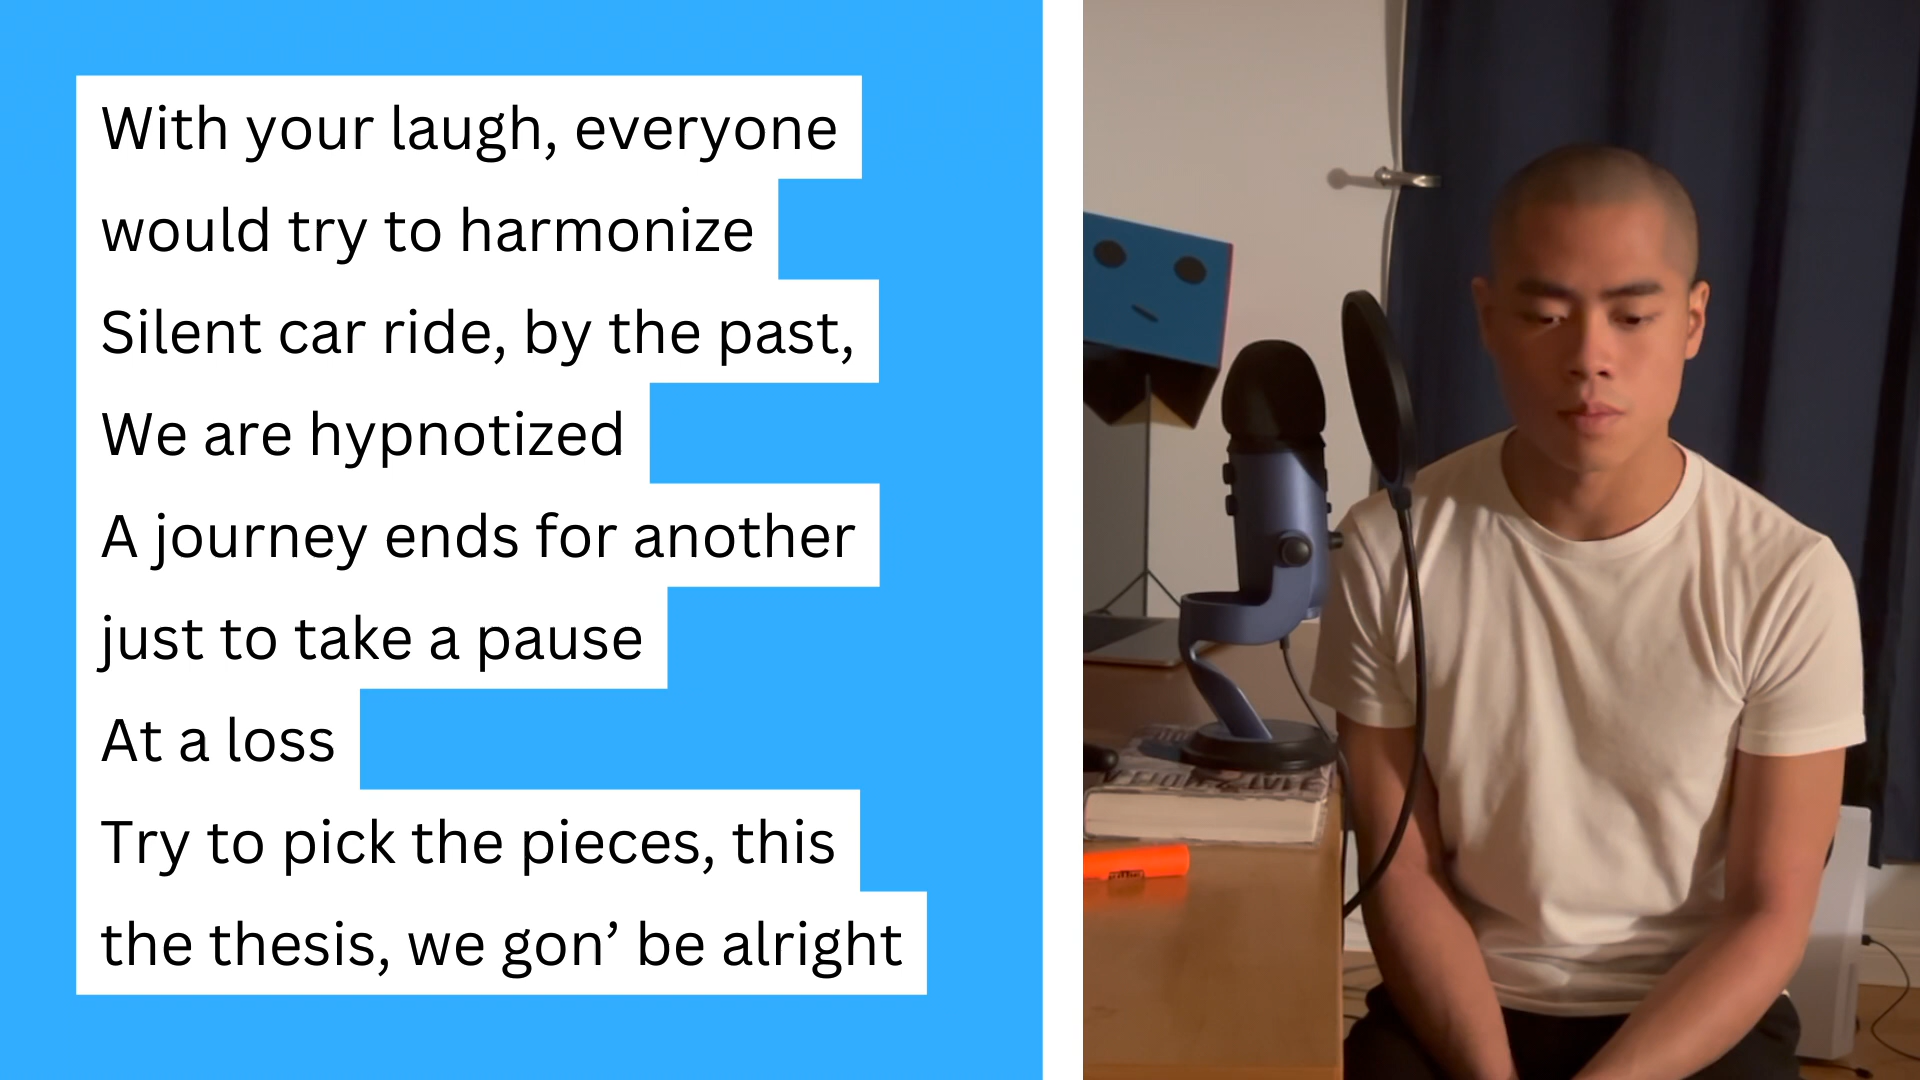 With your laugh, everyone
would try to harmonize
Silent car ride, by the past,
We are hypnotized
A journey ends for another
just to take a pause
At a loss
Try to pick the pieces, this
the thesis, we gon’ be alright